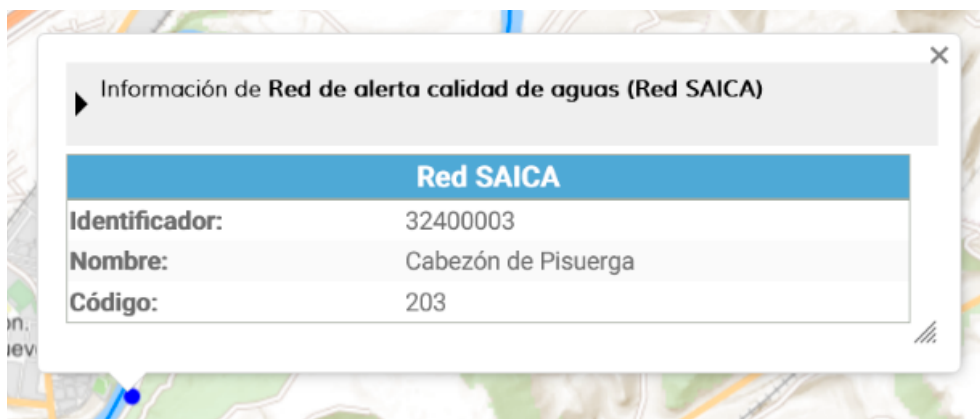 ×
Información de Red de alerta calidad de aguas (Red SAICA)
Red SAICA
Identificador: 32400003
Nombre: Cabezón de Pisuerga
Código: 203